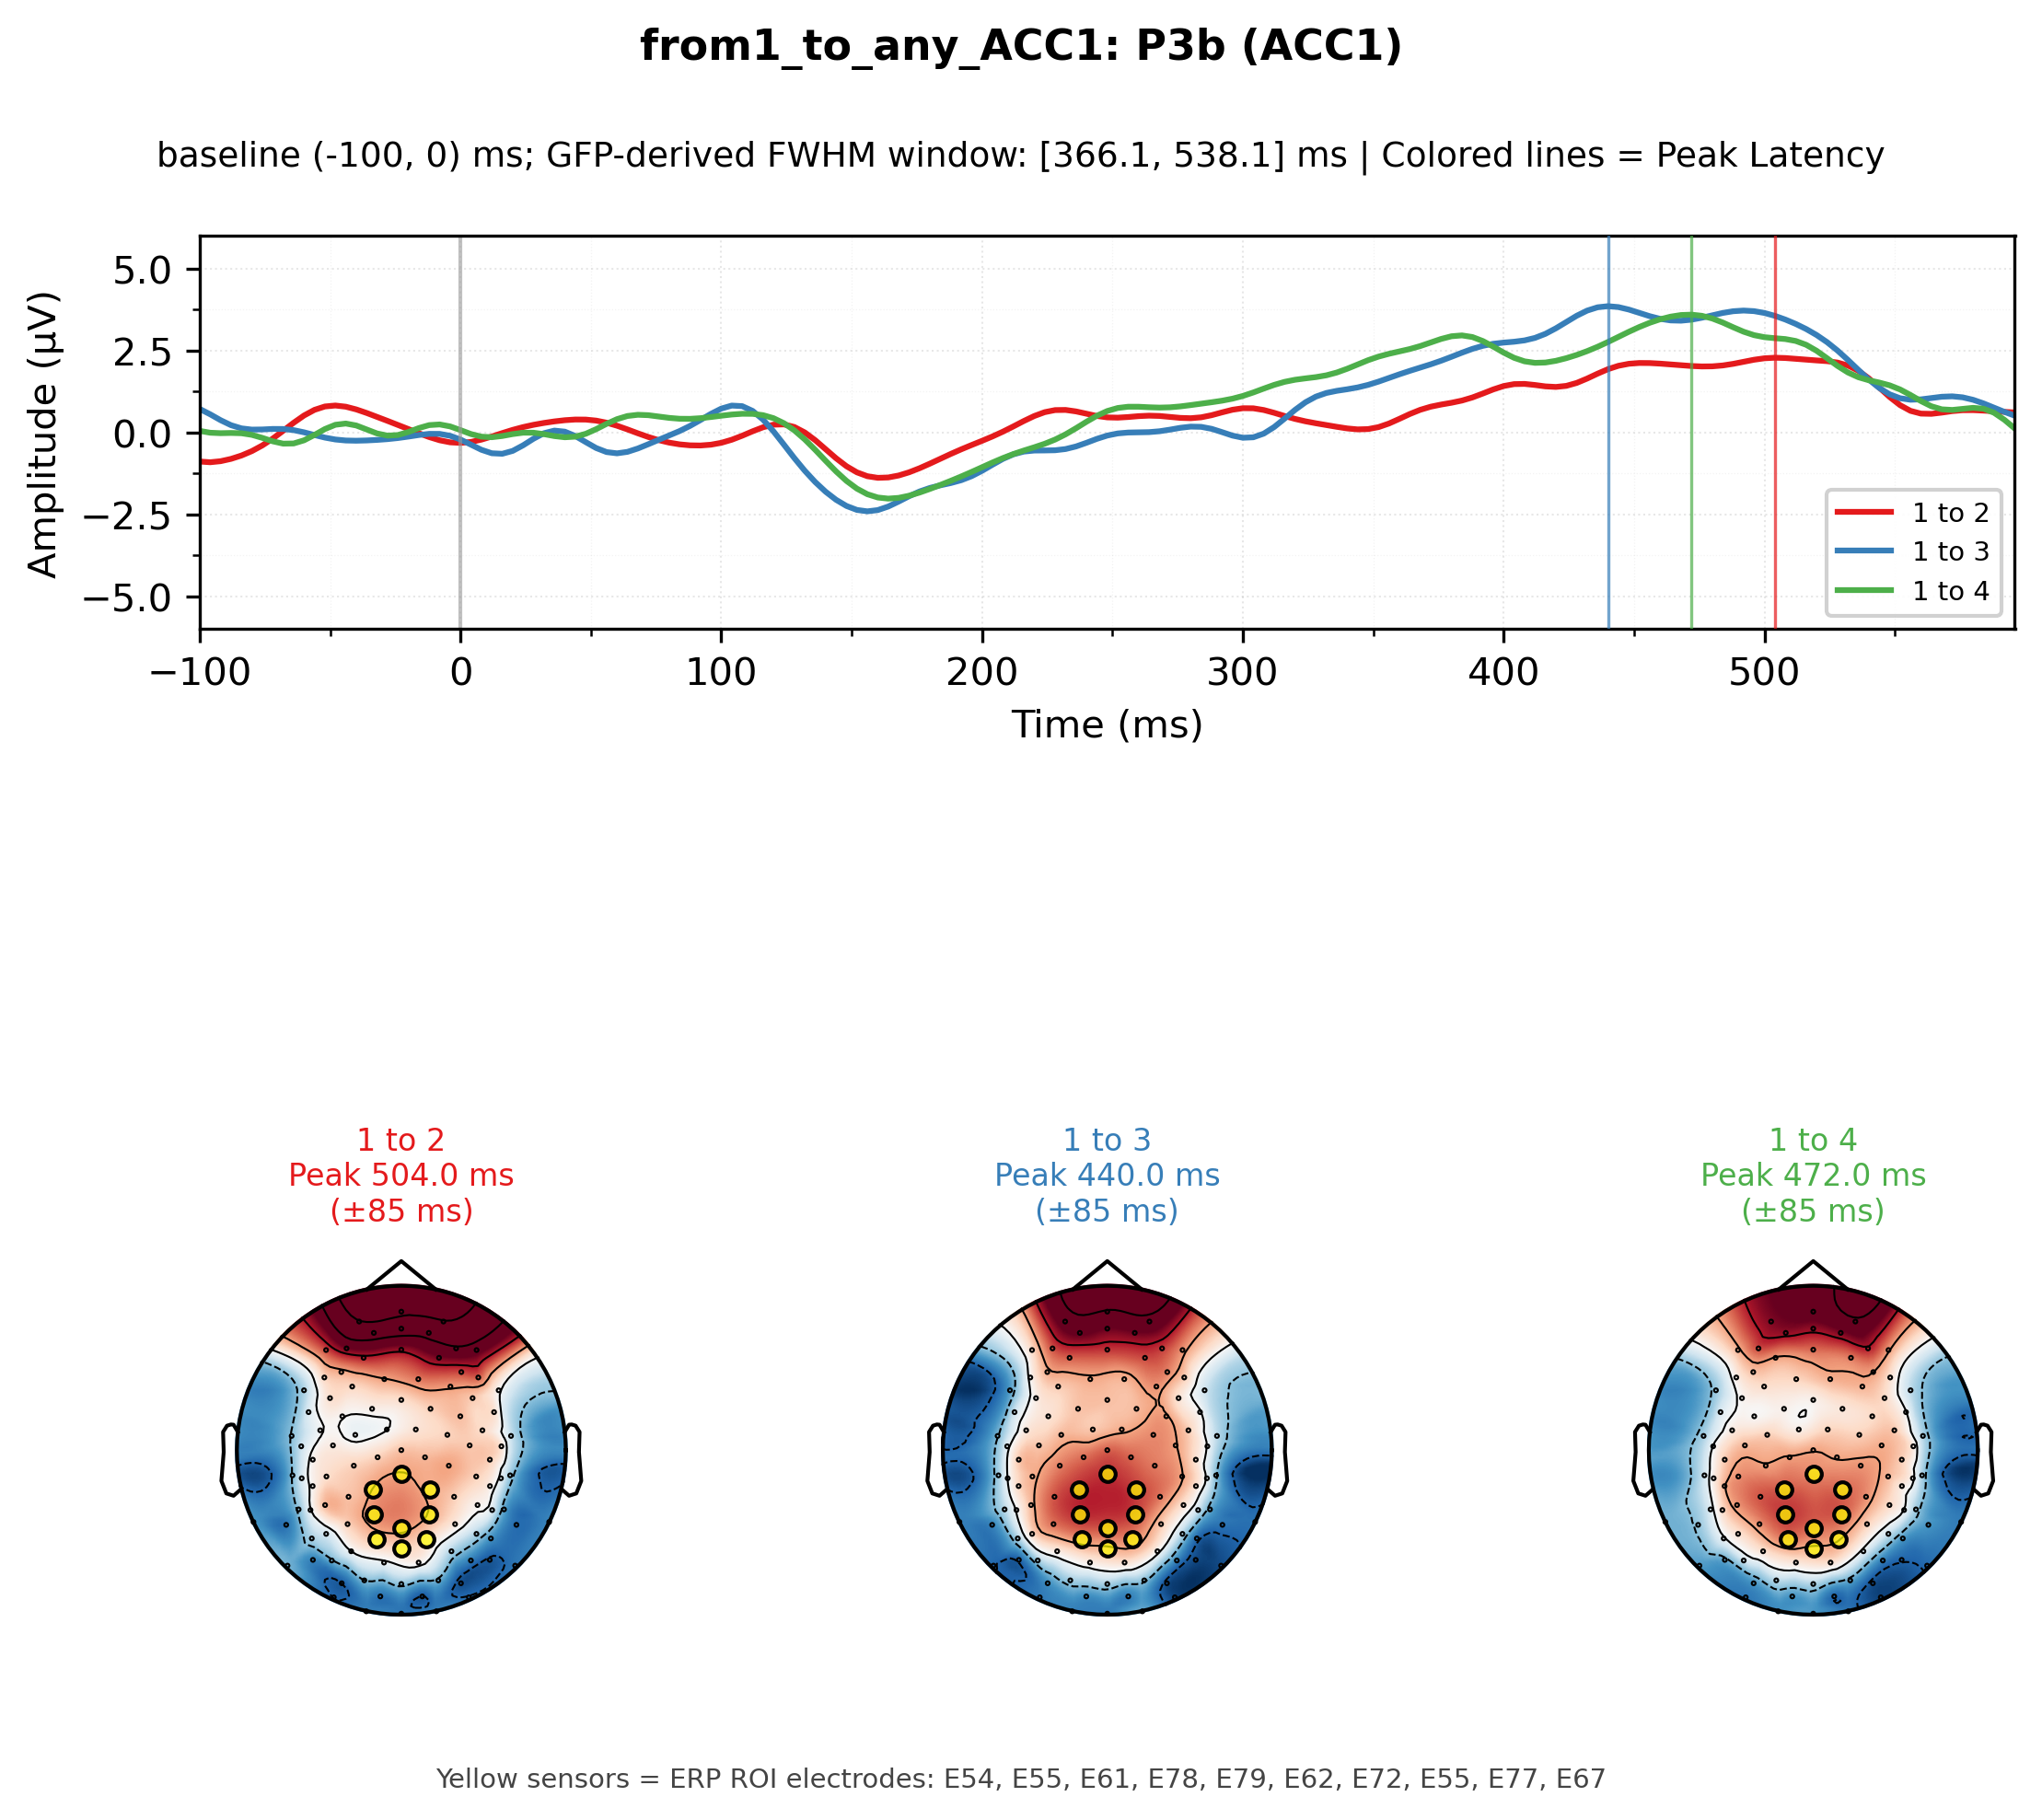 from1_to_any_ACC1: P3b (ACC1)
baseline (-100, 0) ms; GFP-derived FWHM window: [366.1, 538.1] ms | Colored lines = Peak Latency
Amplitude (µV)
5.0
2.5
0.0
−2.5
−5.0
1 to 2
1 to 3
1 to 4
−100 0 100 200 300 400 500
Time (ms)
1 to 2
Peak 504.0 ms
(±85 ms)
1 to 3
Peak 440.0 ms
(±85 ms)
1 to 4
Peak 472.0 ms
(±85 ms)
Yellow sensors = ERP ROI electrodes: E54, E55, E61, E78, E79, E62, E72, E55, E77, E67